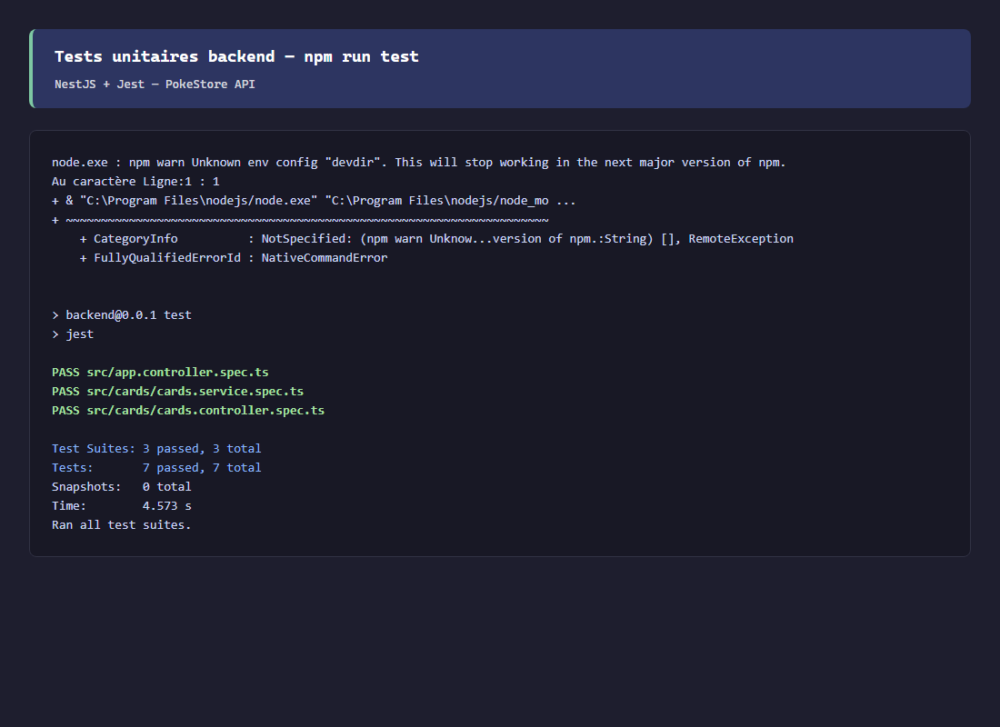 Tests unitaires backend — npm run test
NestJS + Jest — PokeStore API
node.exe : npm warn Unknown env config "devdir". This will stop working in the next major version of npm.
Au caractère Ligne:1 : 1
+ & "C:\Program Files\nodejs/node.exe" "C:\Program Files\nodejs/node_mo ...
+ ~~~~~~~~~~~~~~~~~~~~~~~~~~~~~~~~~~~~~~~~~~~~~~~~~~~~~~~~~~~~~~~~~~~~~
    + CategoryInfo          : NotSpecified: (npm warn Unknow...version of npm.:String) [], RemoteException
    + FullyQualifiedErrorId : NativeCommandError
> backend@0.0.1 test
> jest
PASS src/app.controller.spec.ts
PASS src/cards/cards.service.spec.ts
PASS src/cards/cards.controller.spec.ts
Test Suites: 3 passed, 3 total
Tests:       7 passed, 7 total
Snapshots:   0 total
Time:        4.573 s
Ran all test suites.